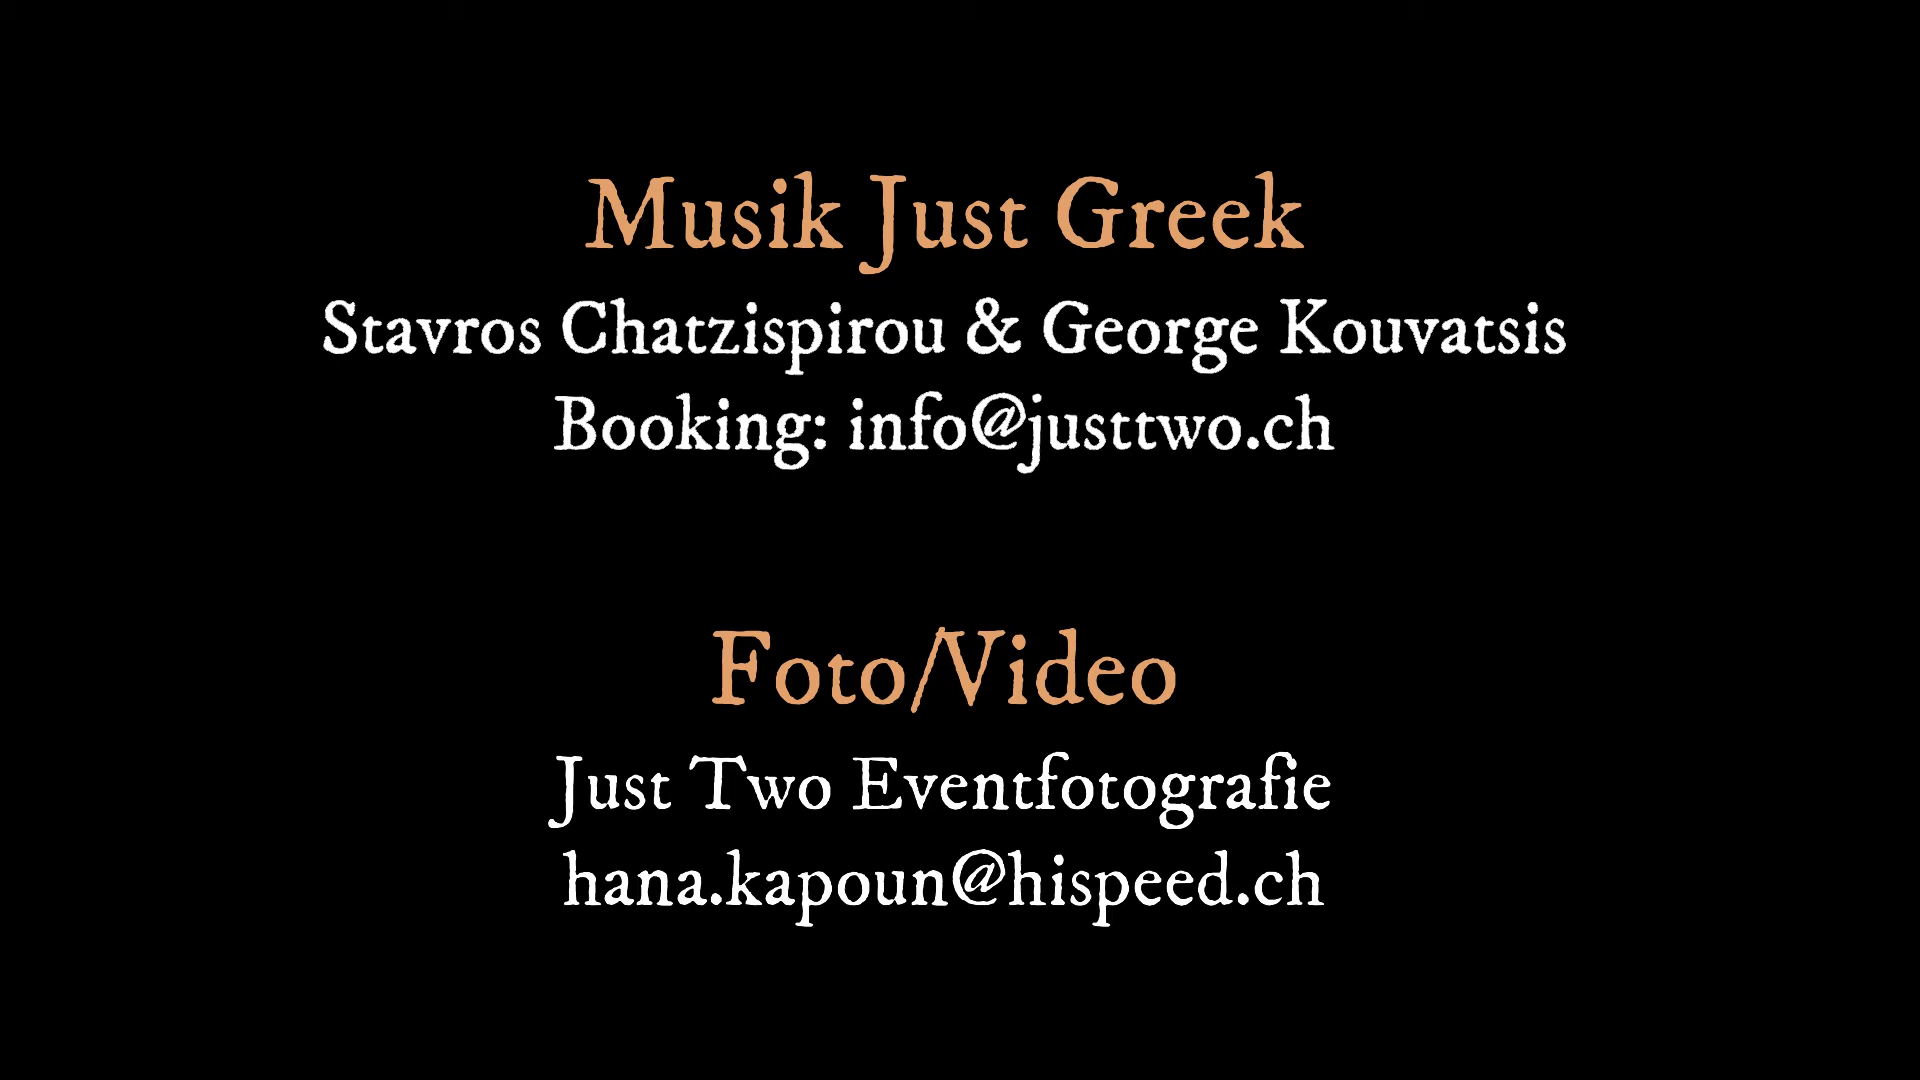 Musik Just Greek
Stavros Chatzispirou & George Kouvatsis
Booking: info@justtwo.ch
Foto/Video
Just Two Eventfotografie
hana.kapoun@hispeed.ch